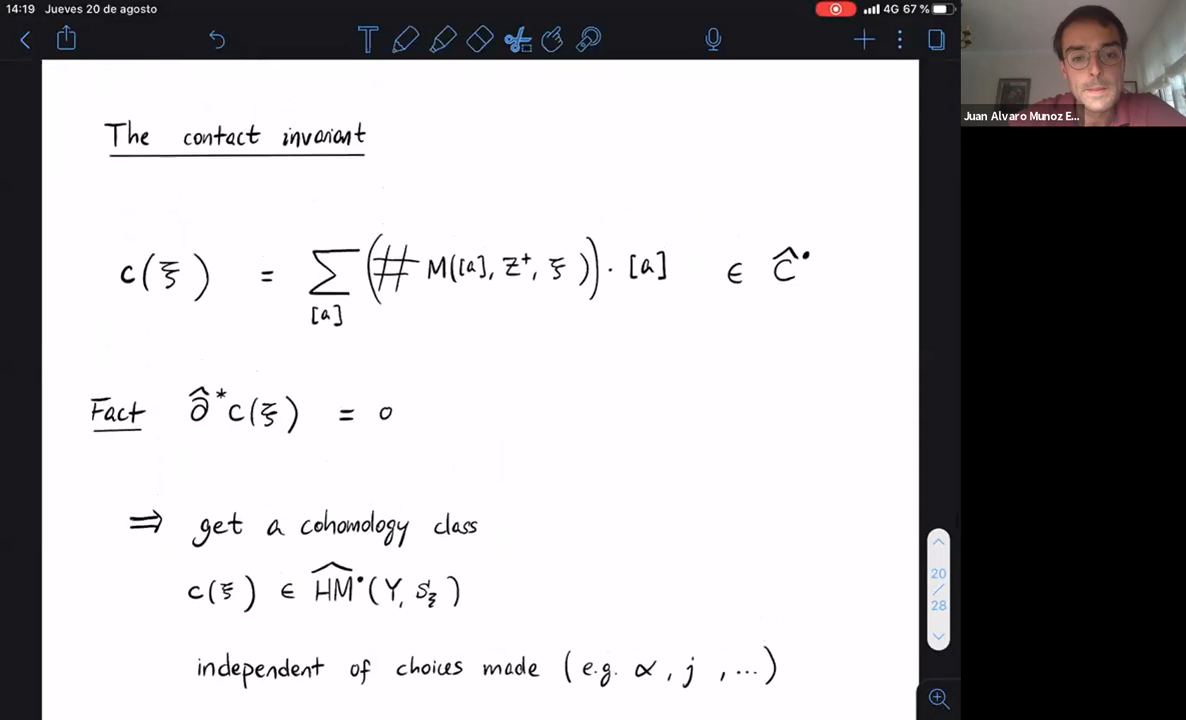 14:19 Jueves 20 de agosto
4G 67 %
Juan Alvaro Munoz E...
The contact invariant
c(ξ) = ∑ (# M([a], Z⁺, ξ)) · [a] ∈ Ĉ•
[a]
Fact ∂̂* c(ξ) = 0
⇒ get a cohomology class
c(ξ) ∈ HM̂•(Y, S_ξ)
independent of choices made (e.g. α, j, ...)
20
/
28